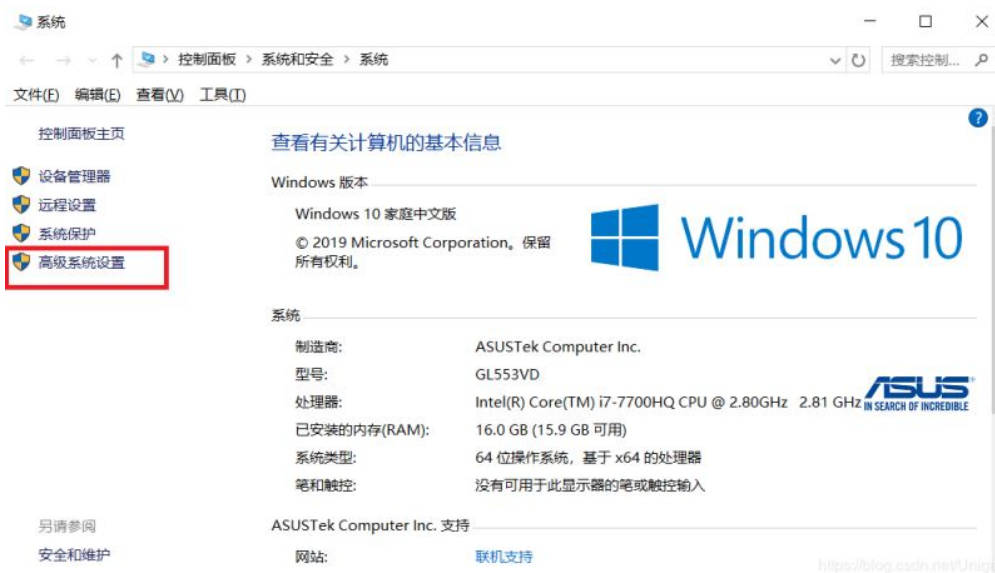 系统
控制面板 > 系统和安全 > 系统
搜索控制...
文件(F) 编辑(E) 查看(V) 工具(T)
控制面板主页
设备管理器
远程设置
系统保护
高级系统设置
另请参阅
安全和维护
?
查看有关计算机的基本信息
Windows 版本
Windows 10 家庭中文版
© 2019 Microsoft Corporation。保留
所有权利。
Windows 10
系统
制造商: ASUSTek Computer Inc.
型号: GL553VD
处理器: Intel(R) Core(TM) i7-7700HQ CPU @ 2.80GHz 2.81 GHz
已安装的内存(RAM): 16.0 GB (15.9 GB 可用)
系统类型: 64 位操作系统，基于 x64 的处理器
笔和触控: 没有可用于此显示器的笔或触控输入
ASUS
IN SEARCH OF INCREDIBLE
ASUSTek Computer Inc. 支持
网站: 联机支持